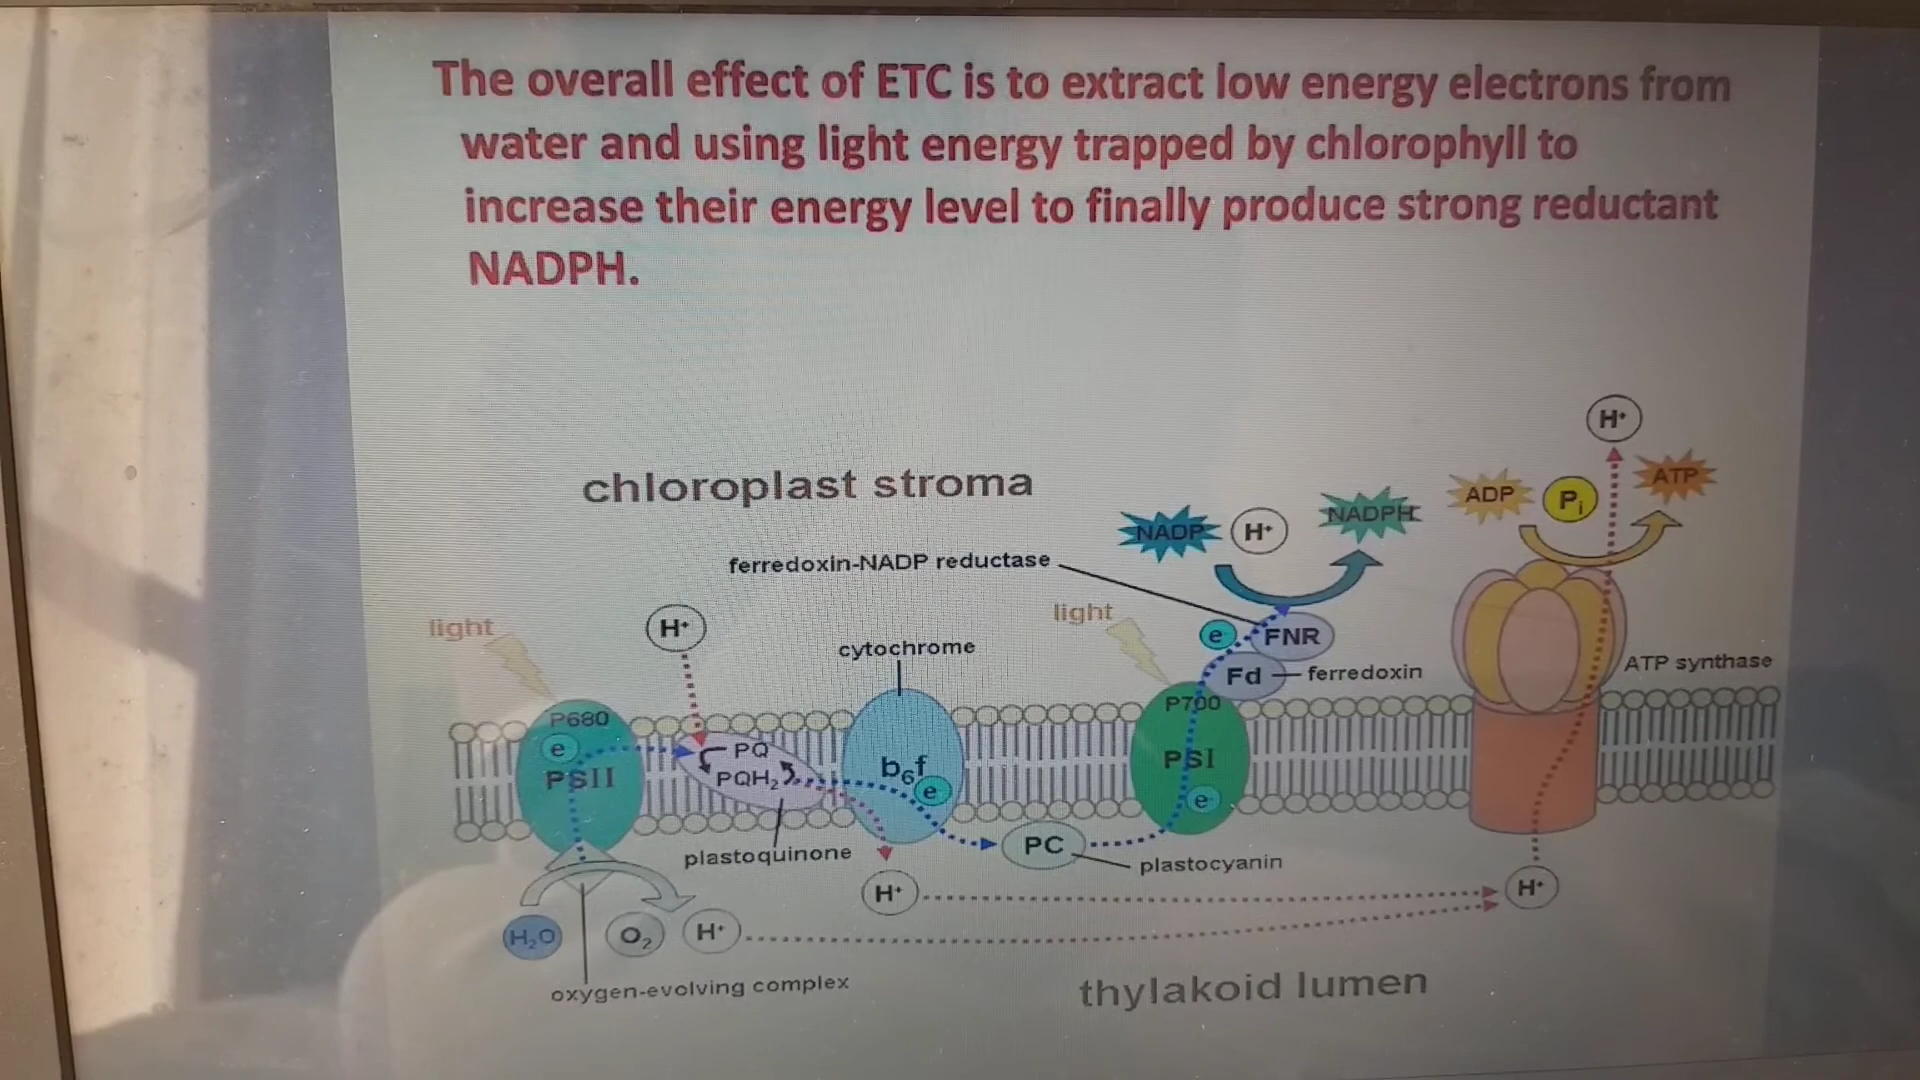 The overall effect of ETC is to extract low energy electrons from
water and using light energy trapped by chlorophyll to
increase their energy level to finally produce strong reductant
NADPH.
H⁺
chloroplast stroma
ADP
Pi
ATP
NADP
H⁺
NADPH
ferredoxin-NADP reductase
light
H⁺
light
e⁻
FNR
cytochrome
Fd
ferredoxin
ATP synthase
P680
P700
e
PQ
PSII
PQH₂
b₆f
e
PSI
e⁻
PC
plastoquinone
plastocyanin
H⁺
H⁺
H₂O
O₂
H⁺
oxygen-evolving complex
thylakoid lumen